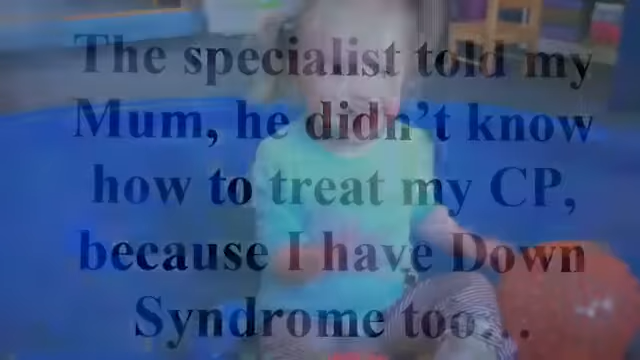 The specialist told my
Mum, he didn't know
how to treat my CP,
because I have Down
Syndrome too…